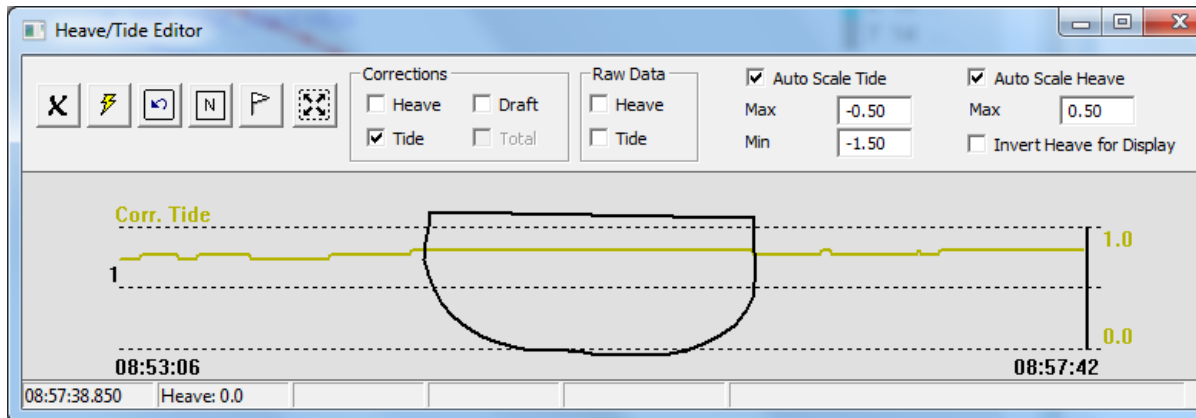 Heave/Tide Editor
X
N
Corrections
Heave
Draft
Tide
Total
Raw Data
Heave
Tide
Auto Scale Tide
Max -0.50
Min -1.50
Auto Scale Heave
Max 0.50
Invert Heave for Display
Corr. Tide
1.0
1
0.0
08:53:06 08:57:42
08:57:38.850 Heave: 0.0